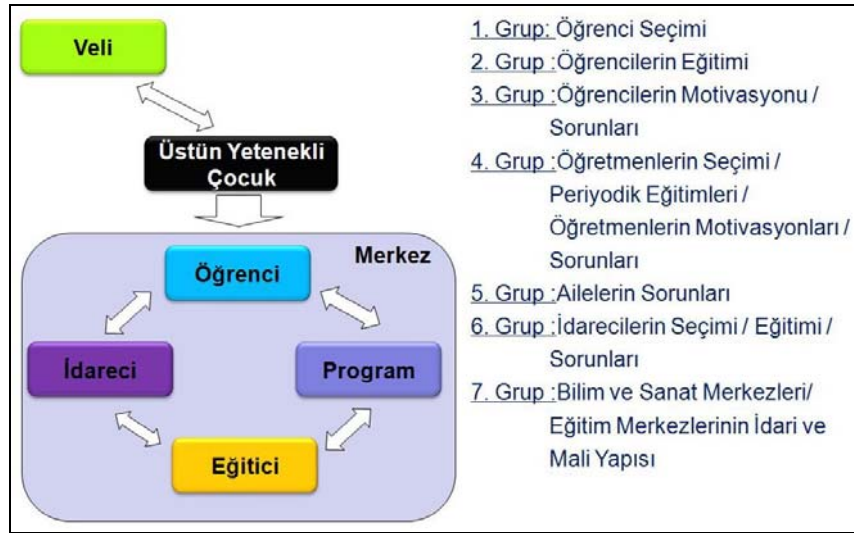 Veli
Üstün Yetenekli
Çocuk
Merkez
Öğrenci
İdareci
Program
Eğitici
1. Grup: Öğrenci Seçimi
2. Grup :Öğrencilerin Eğitimi
3. Grup :Öğrencilerin Motivasyonu /
Sorunları
4. Grup :Öğretmenlerin Seçimi /
Periyodik Eğitimleri /
Öğretmenlerin Motivasyonları /
Sorunları
5. Grup :Ailelerin Sorunları
6. Grup :İdarecilerin Seçimi / Eğitimi /
Sorunları
7. Grup :Bilim ve Sanat Merkezleri/
Eğitim Merkezlerinin İdari ve
Mali Yapısı